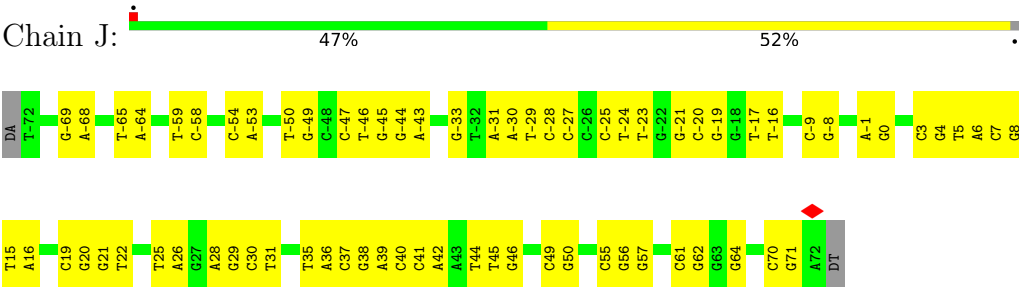 Chain J:
47% 52%
DA T-72 G-69 A-68 T-65 A-64 T-59 C-58 C-54 A-53 T-50 G-49 C-48 C-47 T-46 G-45 G-44 A-43 G-33 T-32 A-31 A-30 T-29 C-28 C-27 C-26 C-25 T-24 T-23 G-22 G-21 C-20 G-19 G-18 T-17 T-16 C-9 G-8 A-1 G0 C3 G4 T5 A6 C7 G8
T15 A16 C19 G20 G21 T22 T25 A26 G27 A28 G29 C30 T31 T35 A36 C37 G38 A39 C40 C41 A42 A43 T44 T45 G46 C49 G50 C55 G56 G57 C61 G62 G63 G64 C70 G71 A72 DT